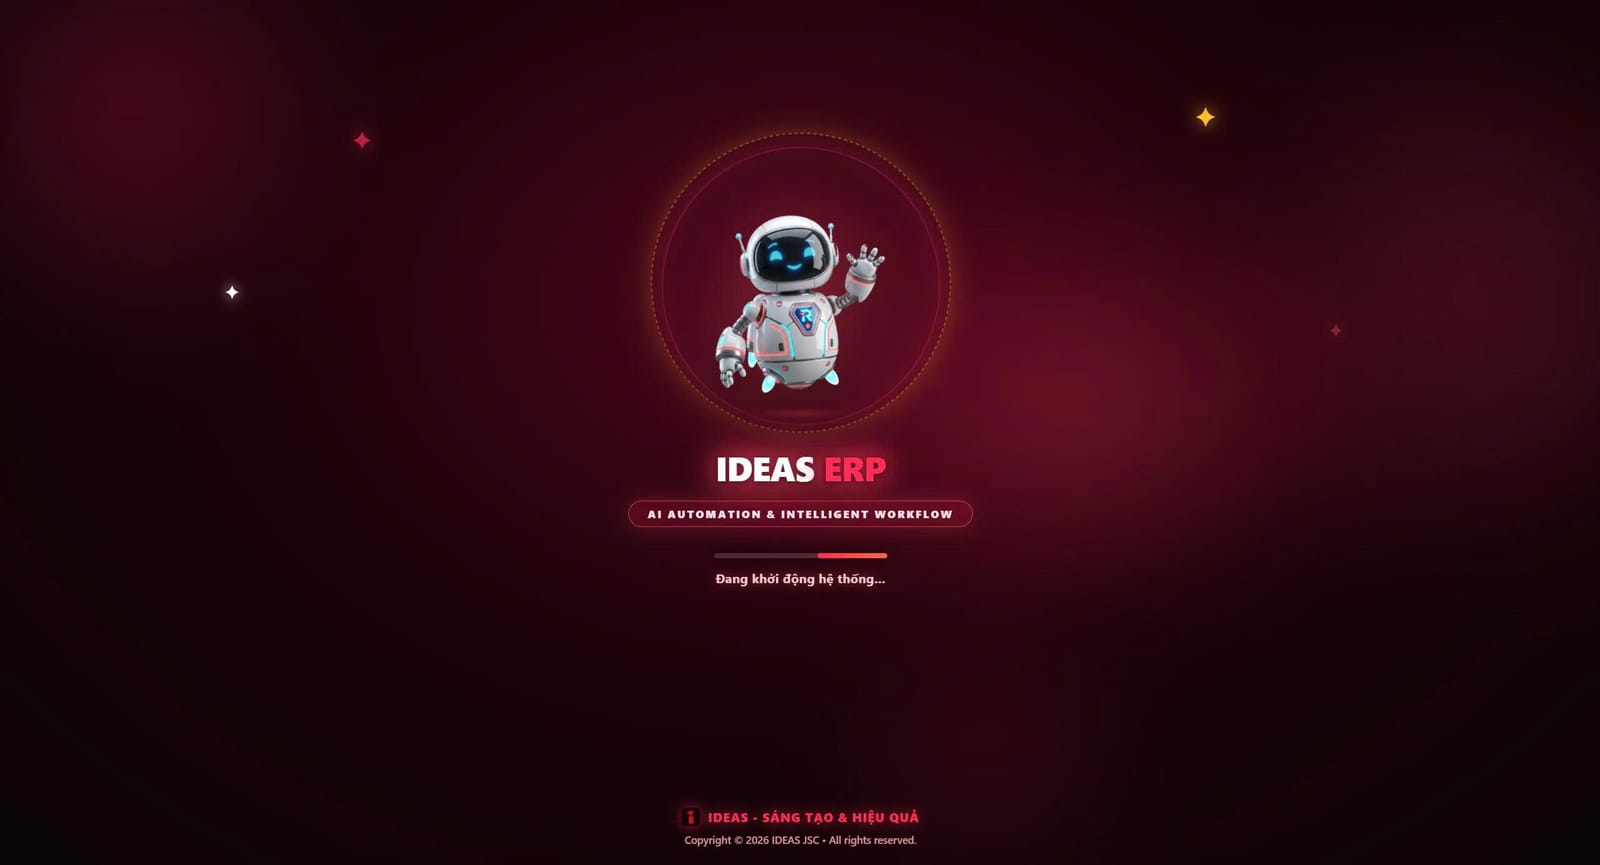 IDEAS ERP
AI AUTOMATION & INTELLIGENT WORKFLOW
Đang khởi động hệ thống...
IDEAS - SÁNG TẠO & HIỆU QUẢ
Copyright © 2026 IDEAS JSC • All rights reserved.